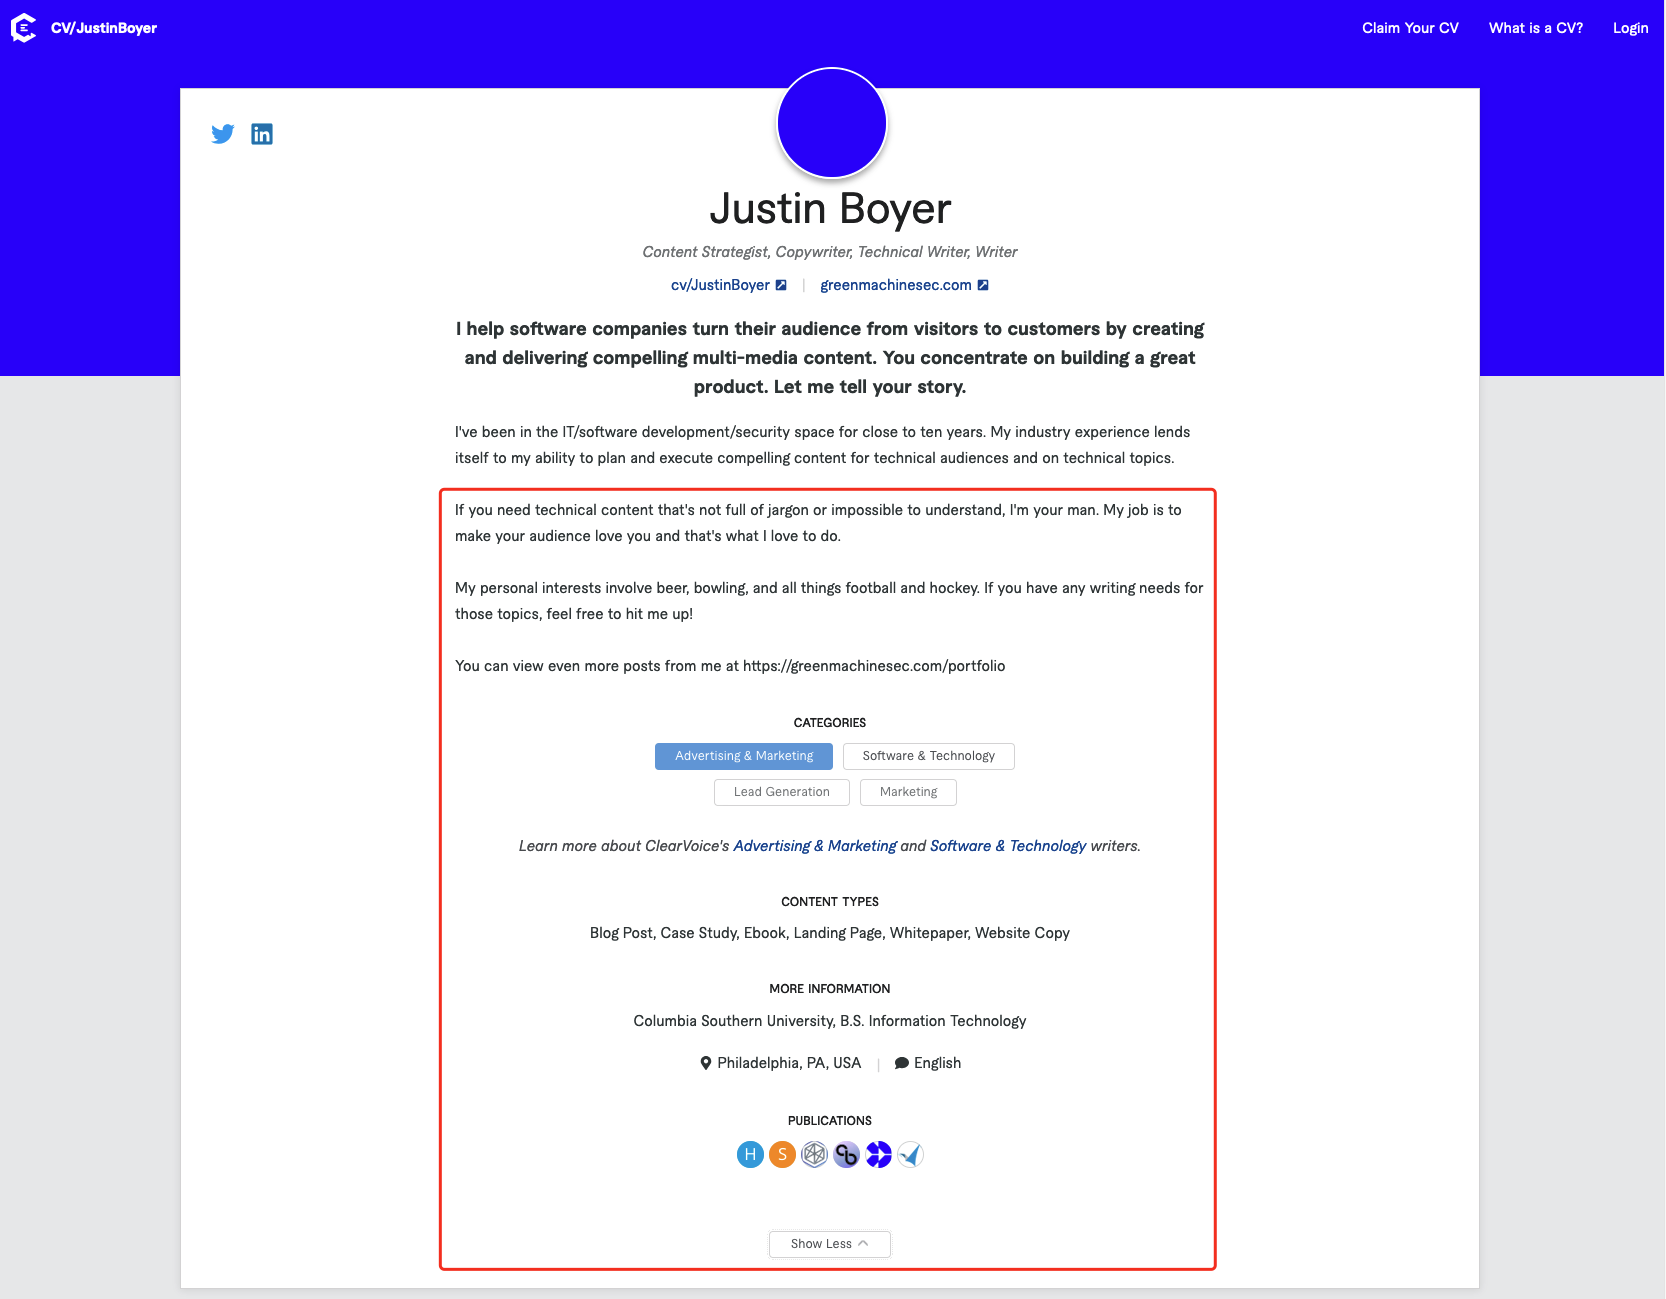 CV/JustinBoyer
Claim Your CV
What is a CV?
Login
Justin Boyer
Content Strategist, Copywriter, Technical Writer, Writer
cv/JustinBoyer | greenmachinesec.com
I help software companies turn their audience from visitors to customers by creating
and delivering compelling multi-media content. You concentrate on building a great
product. Let me tell your story.
I've been in the IT/software development/security space for close to ten years. My industry experience lends
itself to my ability to plan and execute compelling content for technical audiences and on technical topics.
If you need technical content that's not full of jargon or impossible to understand, I'm your man. My job is to
make your audience love you and that's what I love to do.
My personal interests involve beer, bowling, and all things football and hockey. If you have any writing needs for
those topics, feel free to hit me up!
You can view even more posts from me at https://greenmachinesec.com/portfolio
CATEGORIES
Advertising & Marketing
Software & Technology
Lead Generation
Marketing
Learn more about ClearVoice's Advertising & Marketing and Software & Technology writers.
CONTENT TYPES
Blog Post, Case Study, Ebook, Landing Page, Whitepaper, Website Copy
MORE INFORMATION
Columbia Southern University, B.S. Information Technology
Philadelphia, PA, USA | English
PUBLICATIONS
H S
Show Less